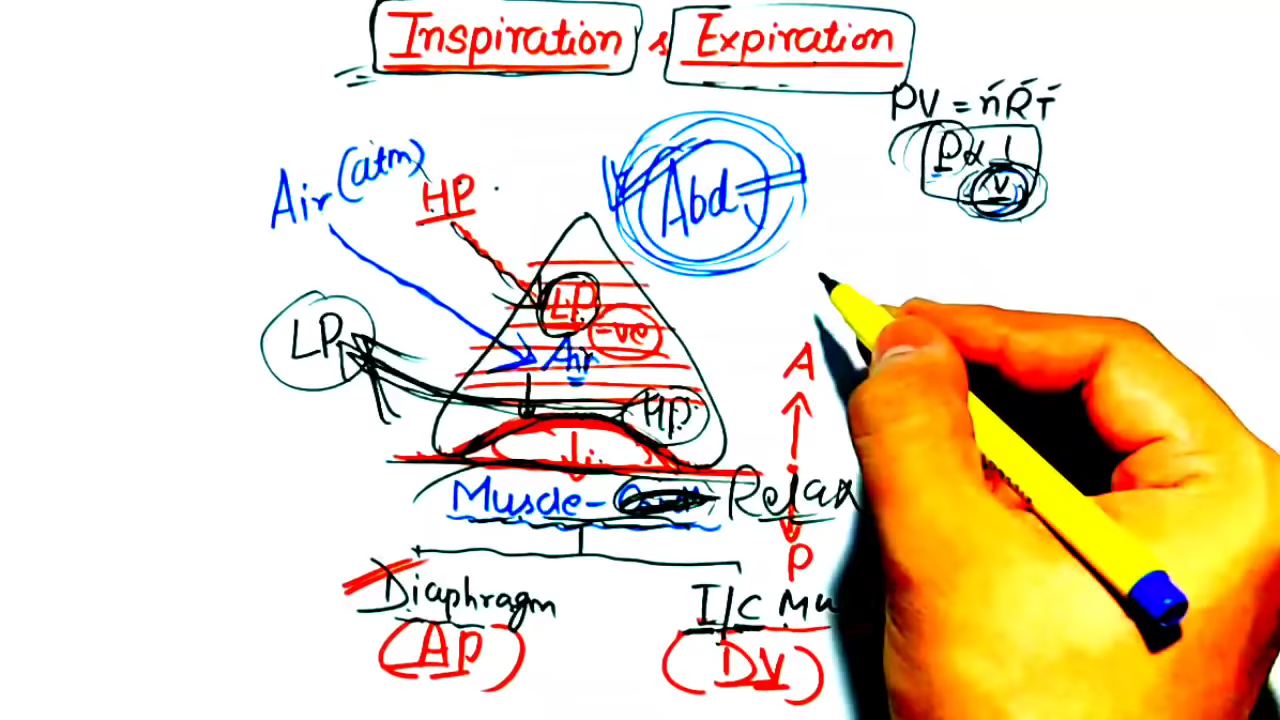 Inspiration & Expiration
PV = nRT
P α 1/V
Air (atm)
HP
Abd
LP
LP
-ve
Air
HP
A
Muscle- Relax
P
Diaphragm
I/C Mu
(AP)
(DV)